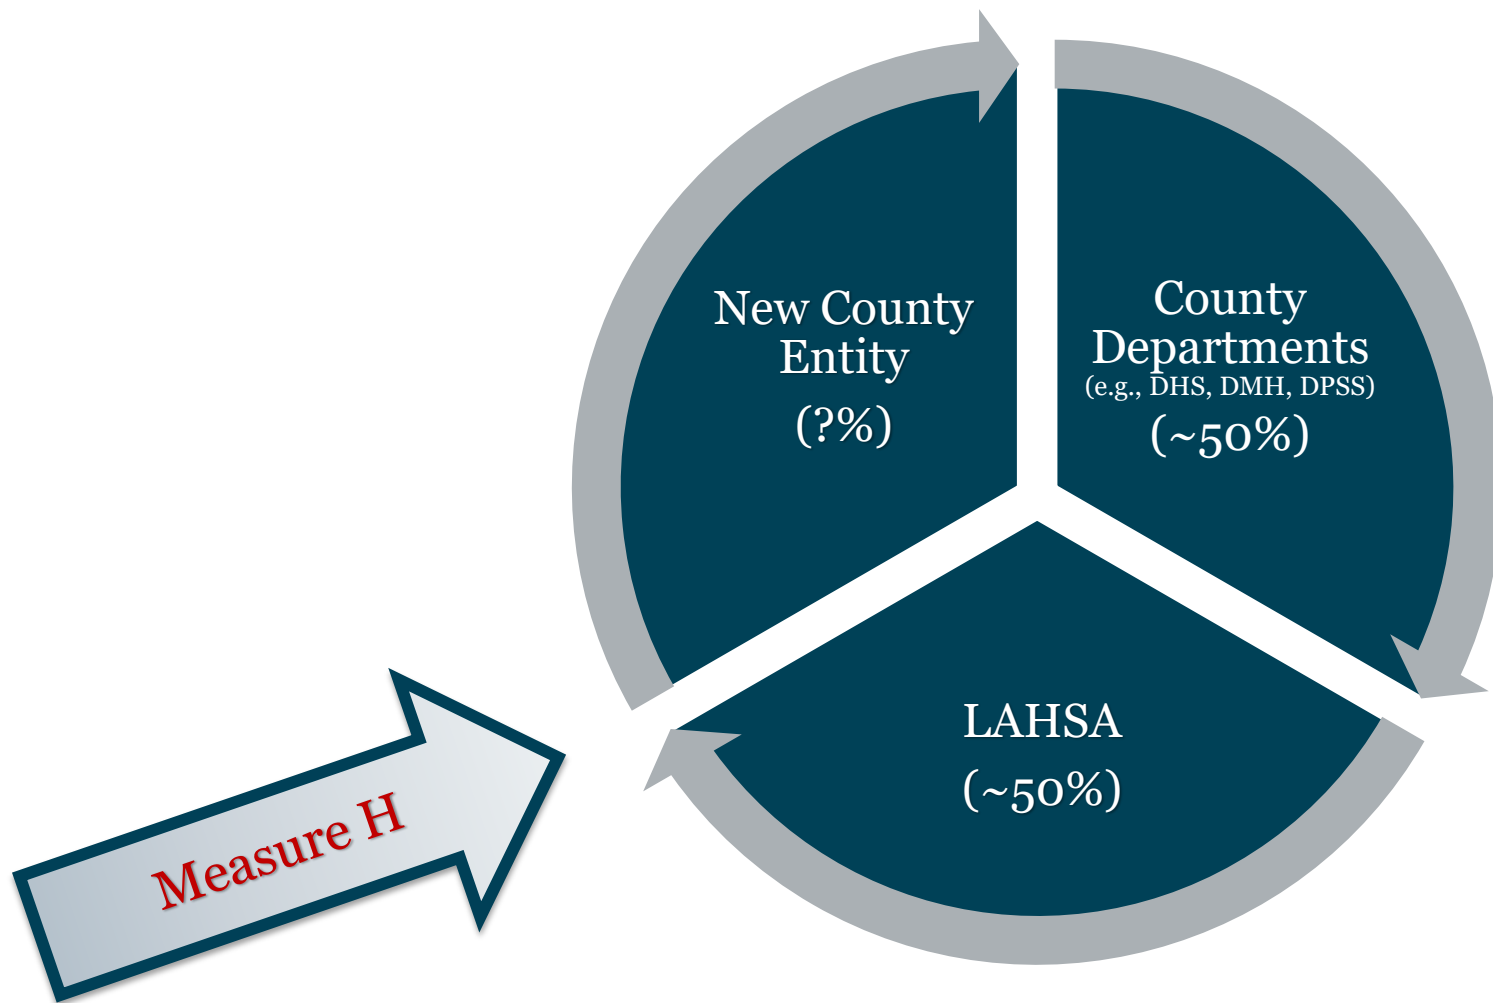 New County
Entity
(?%)
County
Departments
(e.g., DHS, DMH, DPSS)
(~50%)
LAHSA
(~50%)
Measure H